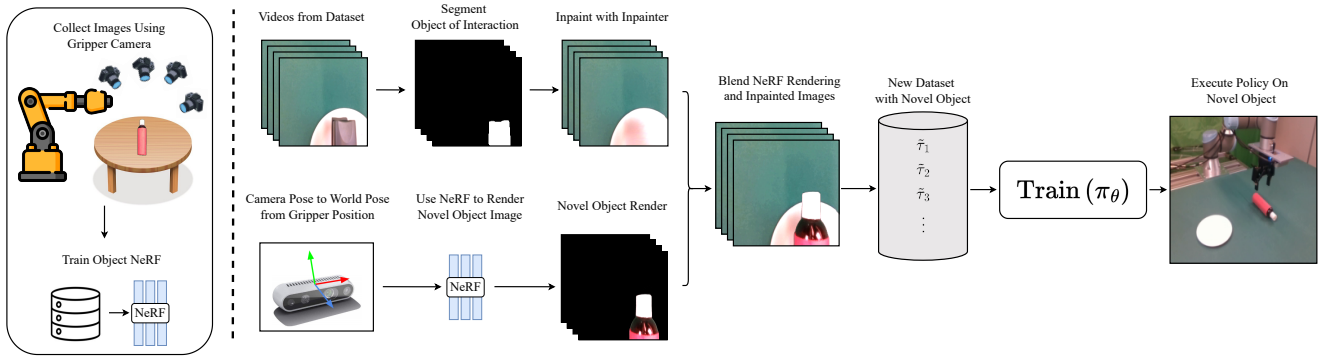 Collect Images Using
Gripper Camera
Train Object NeRF
NeRF
Videos from Dataset
Segment
Object of Interaction
Inpaint with Inpainter
Camera Pose to World Pose
from Gripper Position
Use NeRF to Render
Novel Object Image
NeRF
Novel Object Render
Blend NeRF Rendering
and Inpainted Images
New Dataset
with Novel Object
τ̃₁
τ̃₂
τ̃₃
⋮
Train (π_θ)
Execute Policy On
Novel Object